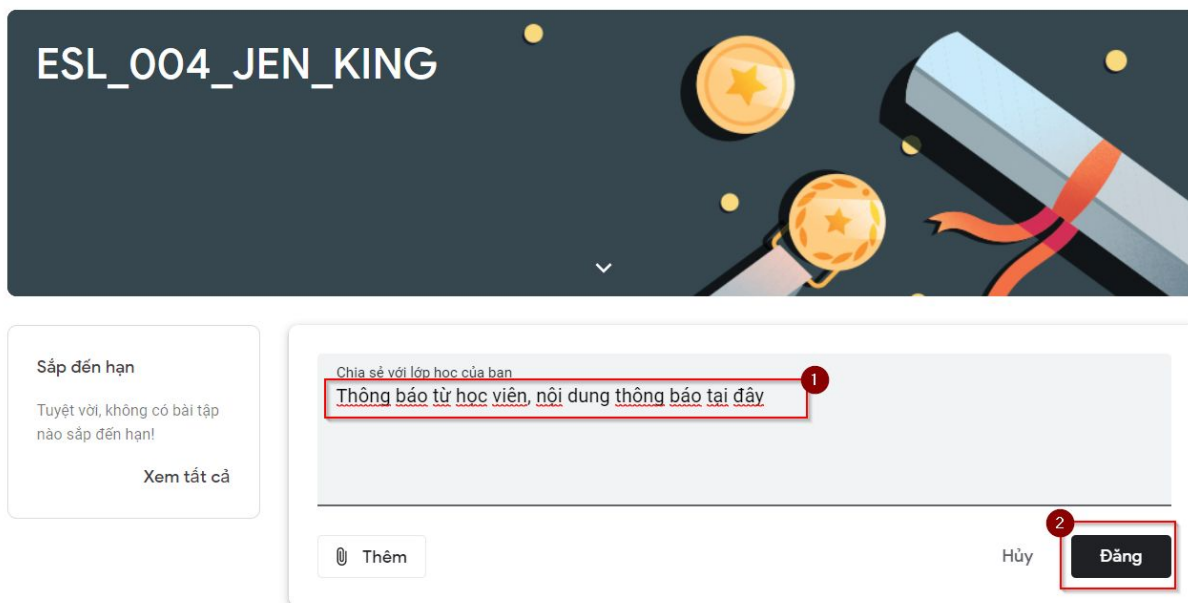 ESL_004_JEN_KING
Sắp đến hạn
Tuyệt vời, không có bài tập
nào sắp đến hạn!
Xem tất cả
Chia sẻ với lớp học của bạn
Thông báo từ học viên, nội dung thông báo tại đây
1
Thêm
Hủy
2
Đăng